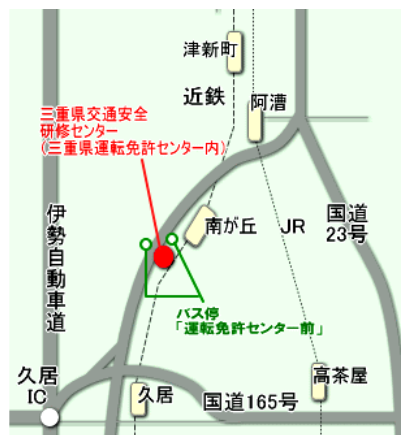 津新町
近鉄
阿漕
三重県交通安全
研修センター
(三重県運転免許センター内)
伊勢自動車道
南が丘
JR
国道
23号
バス停
「運転免許センター前」
久居
IC
久居
国道165号
高茶屋